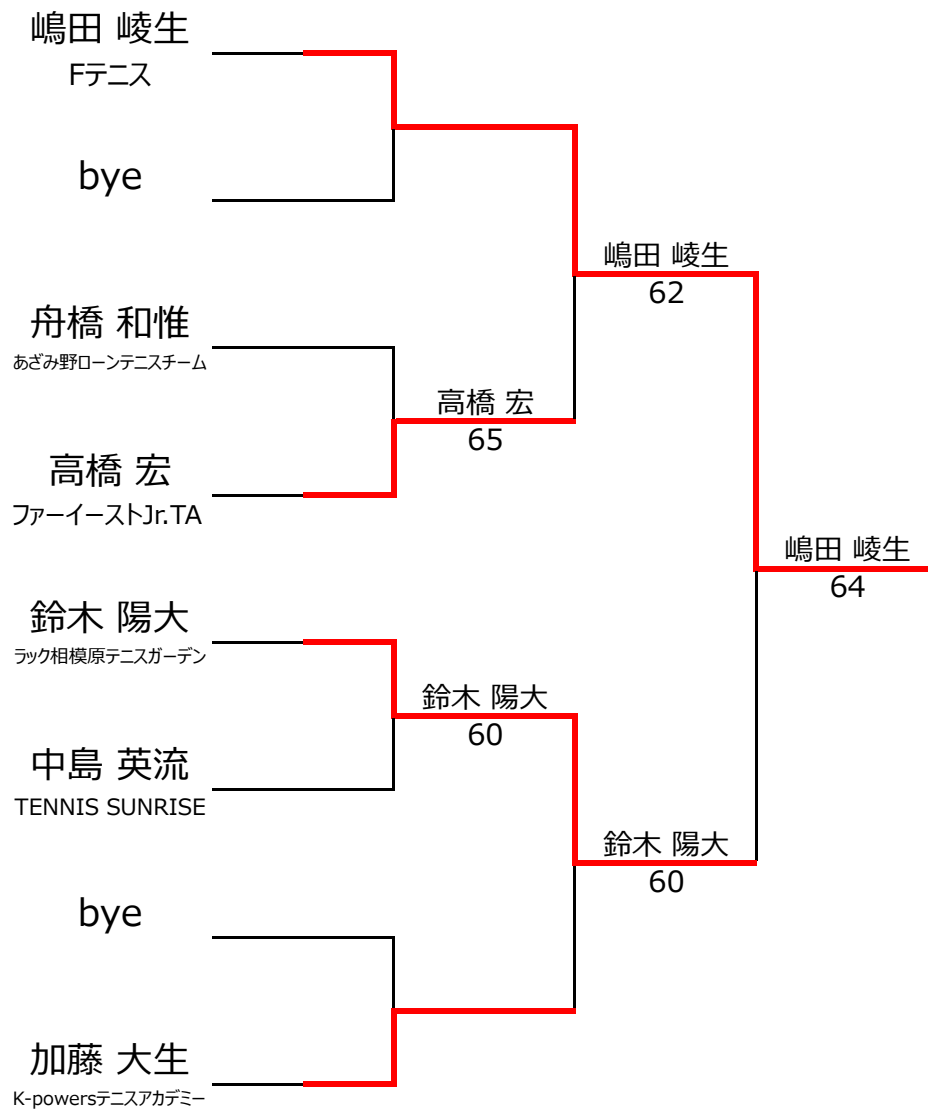 嶋田 崚生
Fテニス
bye
嶋田 崚生
62
舟橋 和惟
あざみ野ローンテニスチーム
高橋 宏
65
高橋 宏
ファーイーストJr.TA
嶋田 崚生
64
鈴木 陽大
ラック相模原テニスガーデン
鈴木 陽大
60
中島 英流
TENNIS SUNRISE
鈴木 陽大
60
bye
加藤 大生
K-powersテニスアカデミー